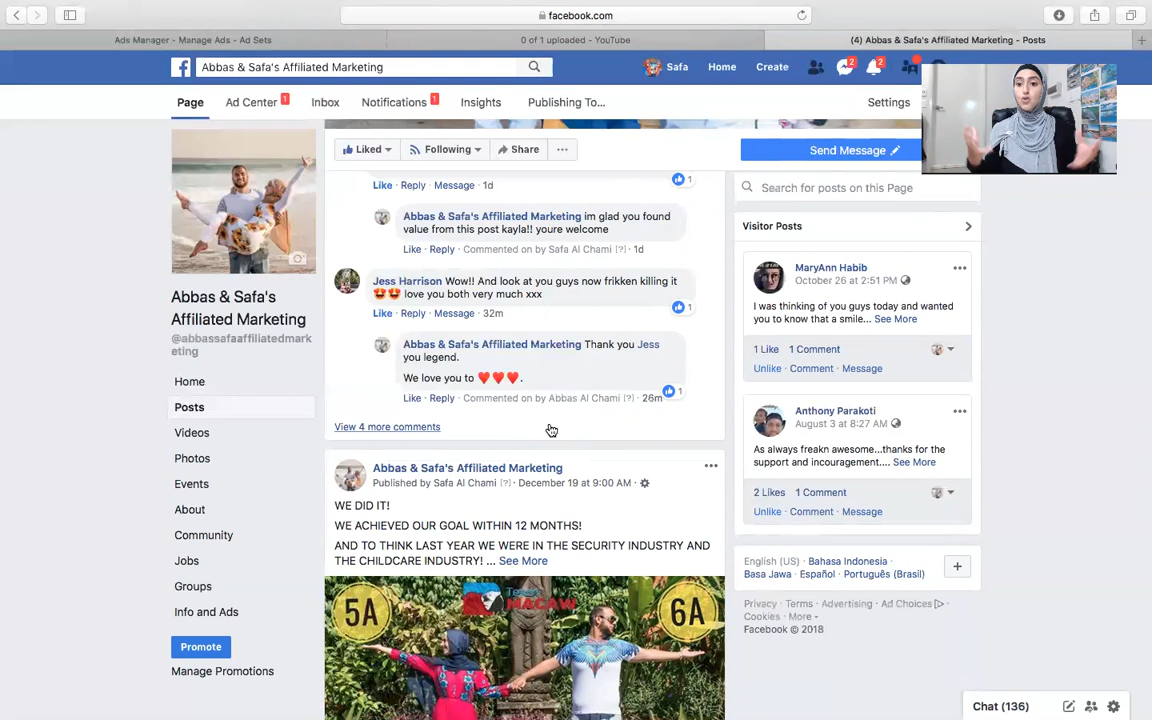 facebook.com
Ads Manager - Manage Ads - Ad Sets
0 of 1 uploaded - YouTube
(4) Abbas & Safa's Affiliated Marketing - Posts
Abbas & Safa's Affiliated Marketing
Safa
Home
Create
2
2
Page
Ad Center 1
Inbox
Notifications 1
Insights
Publishing To...
Settings
Liked
Following
Share
Send Message
Like · Reply · Message · 1d
1
Abbas & Safa's Affiliated Marketing im glad you found
value from this post kayla!! youre welcome
Like · Reply · Commented on by Safa Al Chami [?] · 1d
Jess Harrison Wow!! And look at you guys now frikken killing it
love you both very much xxx
1
Like · Reply · Message · 32m
Abbas & Safa's Affiliated Marketing Thank you Jess
you legend.
We love you to ❤️❤️❤️.
1
Like · Reply · Commented on by Abbas Al Chami [?] · 26m
View 4 more comments
Abbas & Safa's Affiliated Marketing
Published by Safa Al Chami [?] · December 19 at 9:00 AM ·
WE DID IT!
WE ACHIEVED OUR GOAL WITHIN 12 MONTHS!
AND TO THINK LAST YEAR WE WERE IN THE SECURITY INDUSTRY AND
THE CHILDCARE INDUSTRY! ... See More
5A
MACAW
6A
Abbas & Safa's
Affiliated Marketing
@abbassafaaffiliatedmark
eting
Home
Posts
Videos
Photos
Events
About
Community
Jobs
Groups
Info and Ads
Promote
Manage Promotions
Search for posts on this Page
Visitor Posts
MaryAnn Habib
October 26 at 2:51 PM ·
I was thinking of you guys today and wanted
you to know that a smile... See More
1 Like · 1 Comment
Unlike · Comment · Message
Anthony Parakoti
August 3 at 8:27 AM ·
As always freakn awesome...thanks for the
support and incouragement.... See More
2 Likes · 1 Comment
Unlike · Comment · Message
English (US) · Bahasa Indonesia ·
Basa Jawa · Español · Português (Brasil)
Privacy · Terms · Advertising · Ad Choices ·
Cookies · More
Facebook © 2018
Chat (136)